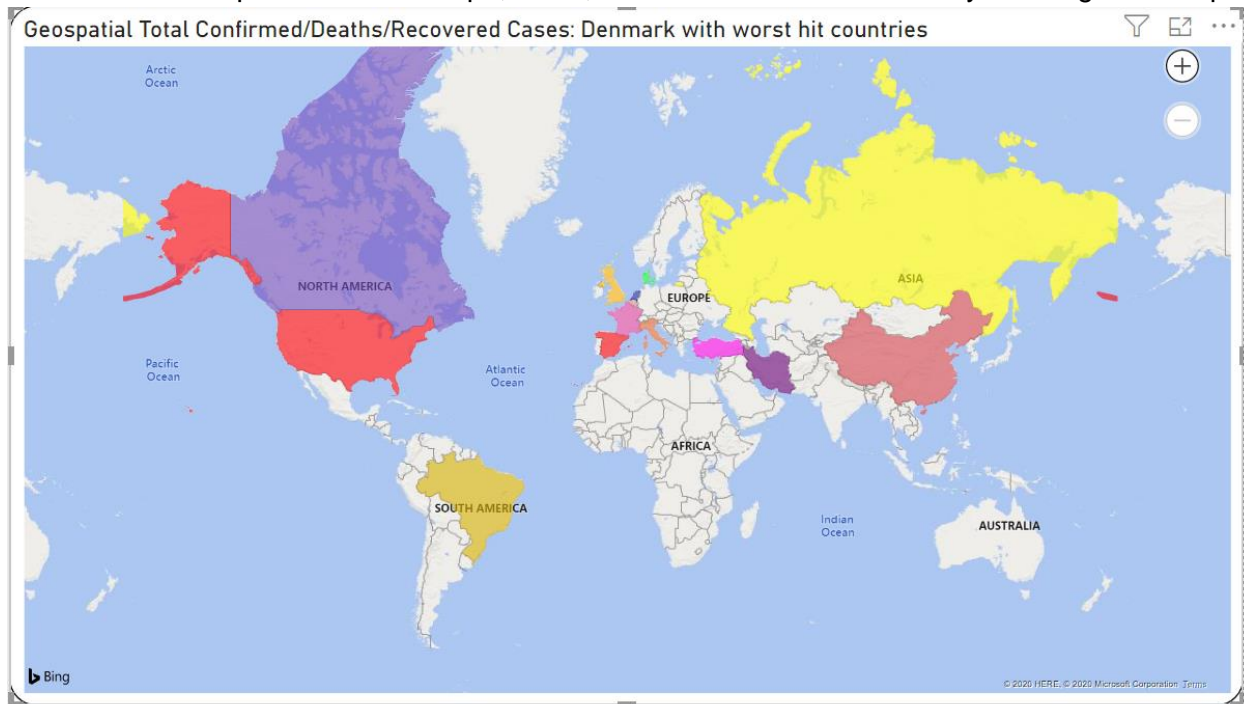 Geospatial Total Confirmed/Deaths/Recovered Cases: Denmark with worst hit countries
Arctic
Ocean
NORTH AMERICA
ASIA
EUROPE
Pacific
Ocean
Atlantic
Ocean
AFRICA
SOUTH AMERICA
Indian
Ocean
AUSTRALIA
Bing
© 2020 HERE, © 2020 Microsoft Corporation Terms